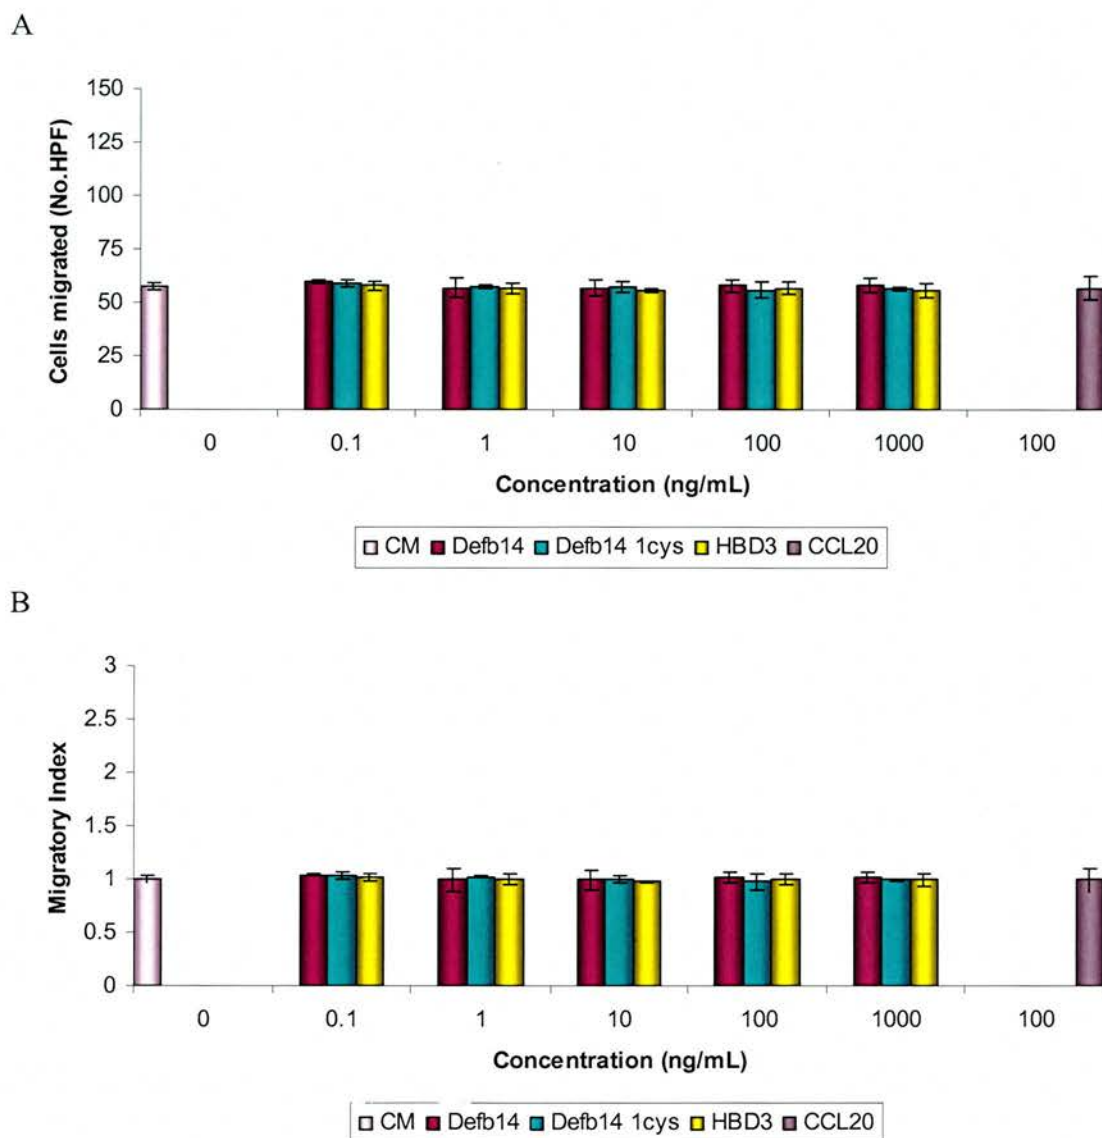 A
150
125
100
75
50
25
0
Cells migrated (No.HPF)
0 0.1 1 10 100 1000 100
Concentration (ng/mL)
CM Defb14 Defb14 1cys HBD3 CCL20
B
3
2.5
2
1.5
1
0.5
0
Migratory Index
0 0.1 1 10 100 1000 100
Concentration (ng/mL)
CM Defb14 Defb14 1cys HBD3 CCL20